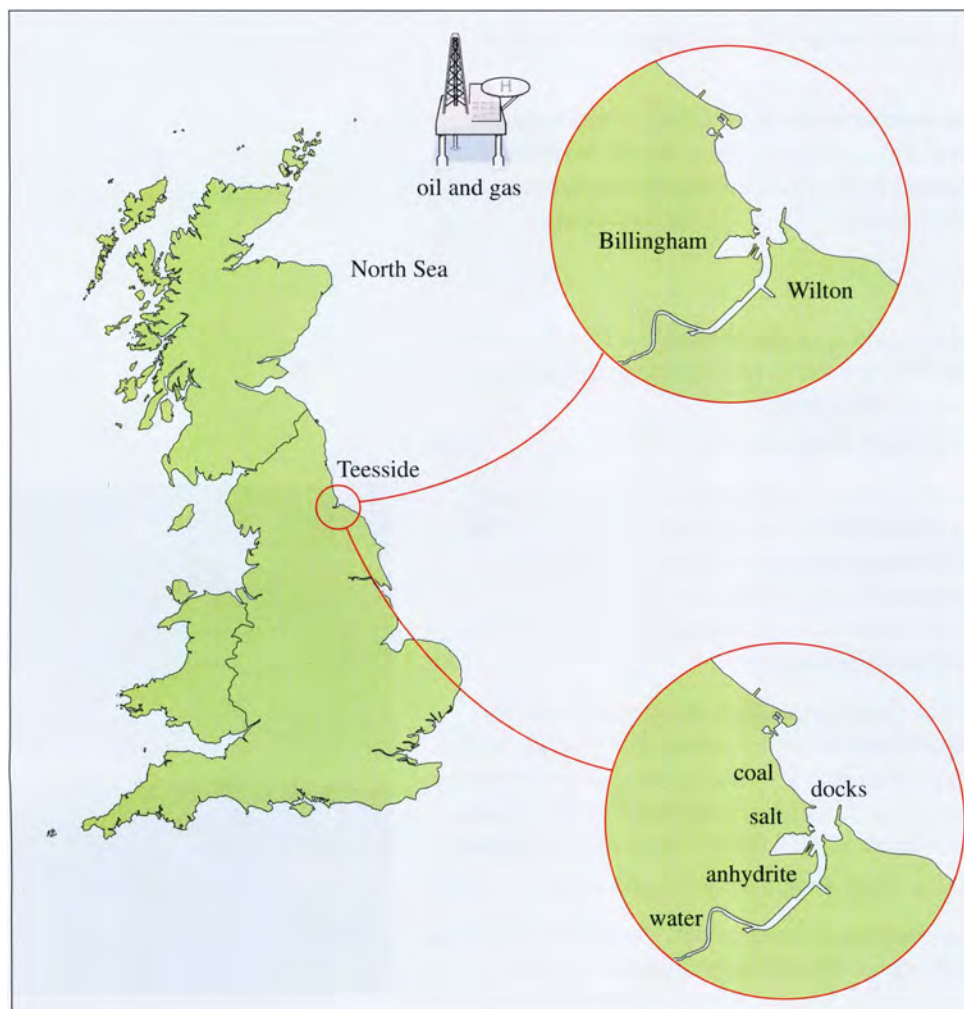 H
oil and gas
North Sea
Billingham
Wilton
Teesside
coal
docks
salt
anhydrite
water